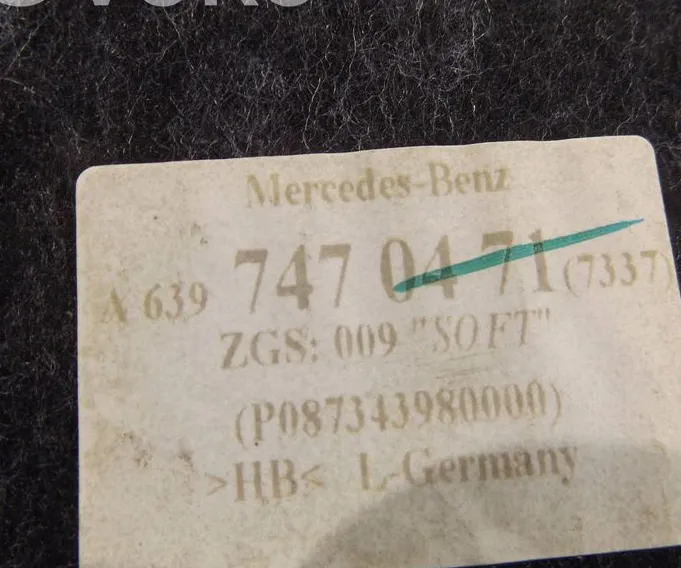 Mercedes-Benz
A 639 747 04 71 (7337)
ZGS: 009 "SOFT"
(P087343980000)
>HB< L-Germany